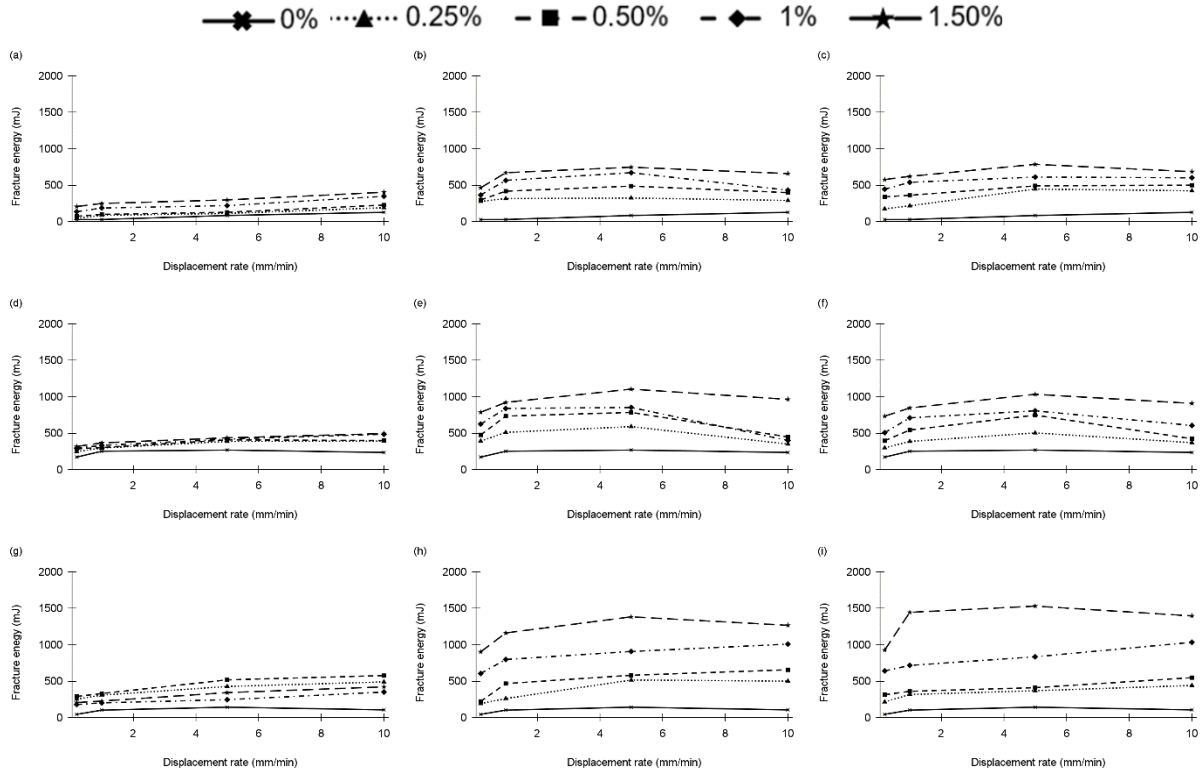 0% 0.25% 0.50% 1% 1.50%
(a) (b) (c)
2000 2000 2000
1500 1500 1500
1000 1000 1000
500 500 500
0 0 0
Fracture energy (mJ) Fracture energy (mJ) Fracture energy (mJ)
2 4 6 8 10 2 4 6 8 10 2 4 6 8 10
Displacement rate (mm/min) Displacement rate (mm/min) Displacement rate (mm/min)
(d) (e) (f)
2000 2000 2000
1500 1500 1500
1000 1000 1000
500 500 500
0 0 0
Fracture energy (mJ) Fracture energy (mJ) Fracture energy (mJ)
2 4 6 8 10 2 4 6 8 10 2 4 6 8 10
Displacement rate (mm/min) Displacement rate (mm/min) Displacement rate (mm/min)
(g) (h) (i)
2000 2000 2000
1500 1500 1500
1000 1000 1000
500 500 500
0 0 0
Fracture energy (mJ) Fracture energy (mJ) Fracture energy (mJ)
2 4 6 8 10 2 4 6 8 10 2 4 6 8 10
Displacement rate (mm/min) Displacement rate (mm/min) Displacement rate (mm/min)